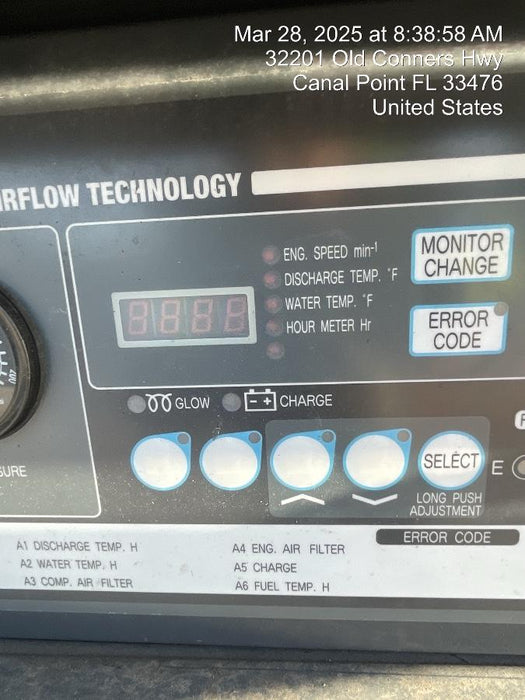 Mar 28, 2025 at 8:38:58 AM
32201 Old Conners Hwy
Canal Point FL 33476
United States
RFLOW TECHNOLOGY
ENG. SPEED min-¹
DISCHARGE TEMP. °F
WATER TEMP. °F
HOUR METER Hr
MONITOR
CHANGE
ERROR
CODE
GLOW
- +
CHARGE
SURE
SELECT
E
LONG PUSH
ADJUSTMENT
ERROR CODE
A1 DISCHARGE TEMP. H
A2 WATER TEMP. H
A3 COMP. AIR FILTER
A4 ENG. AIR FILTER
A5 CHARGE
A6 FUEL TEMP. H